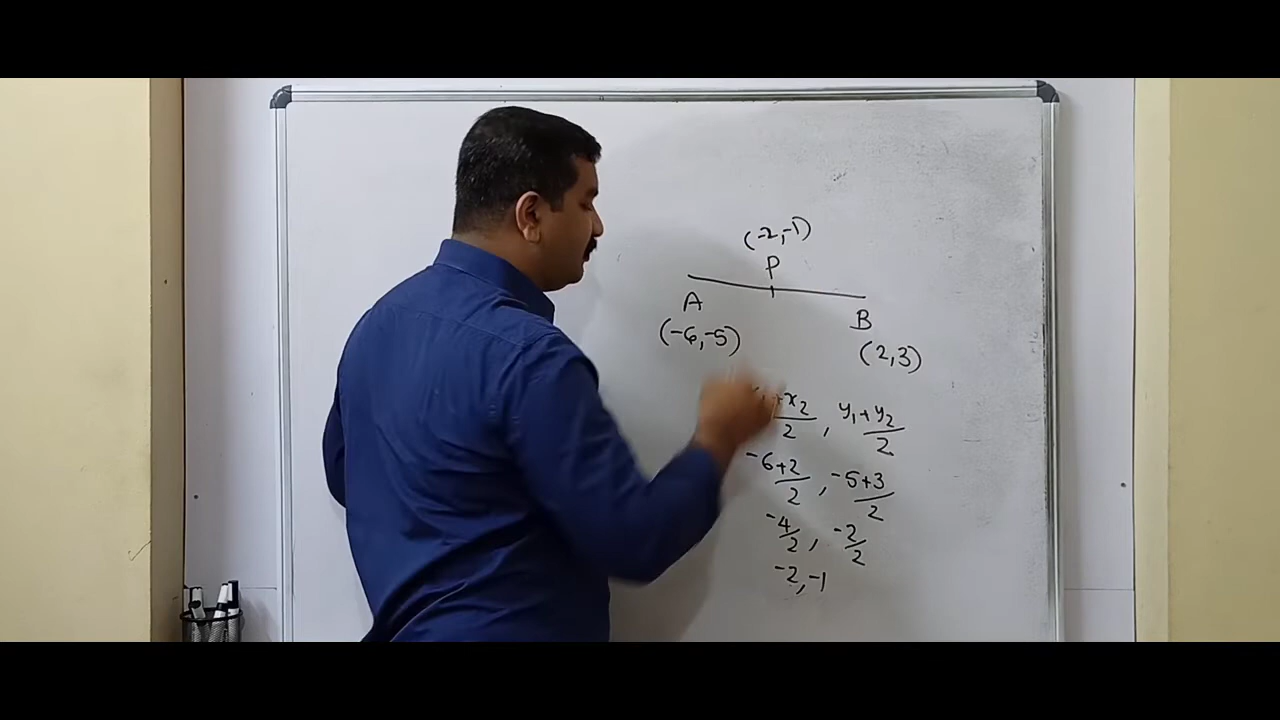 (-2,-1)
P
A B
(-6,-5) (2,3)
+x₂/2 , y₁+y₂/2
-6+2/2 , -5+3/2
-4/2 , -2/2
-2,-1